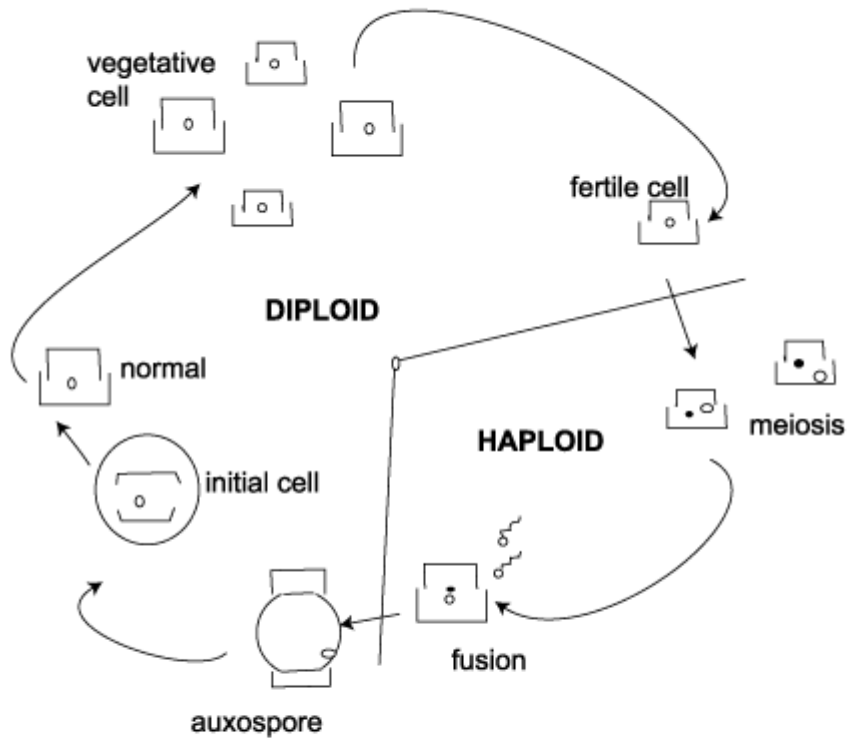 vegetative
cell
fertile cell
DIPLOID
normal
HAPLOID
meiosis
initial cell
fusion
auxospore